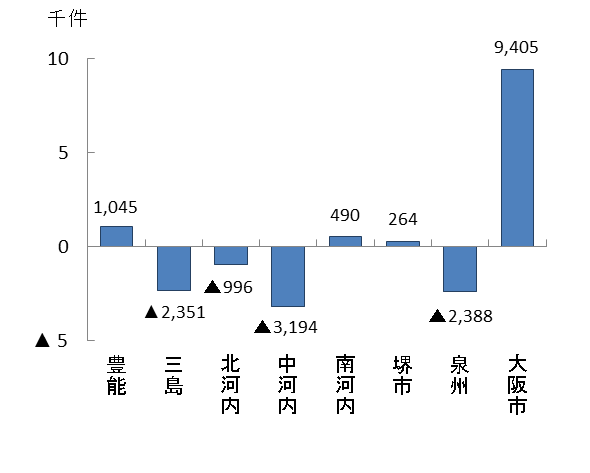 千件
10
5
0
▲ 5
1,045
▲2,351
▲996
▲3,194
490
264
▲2,388
9,405
豊能
三島
北河内
中河内
南河内
堺市
泉州
大阪市